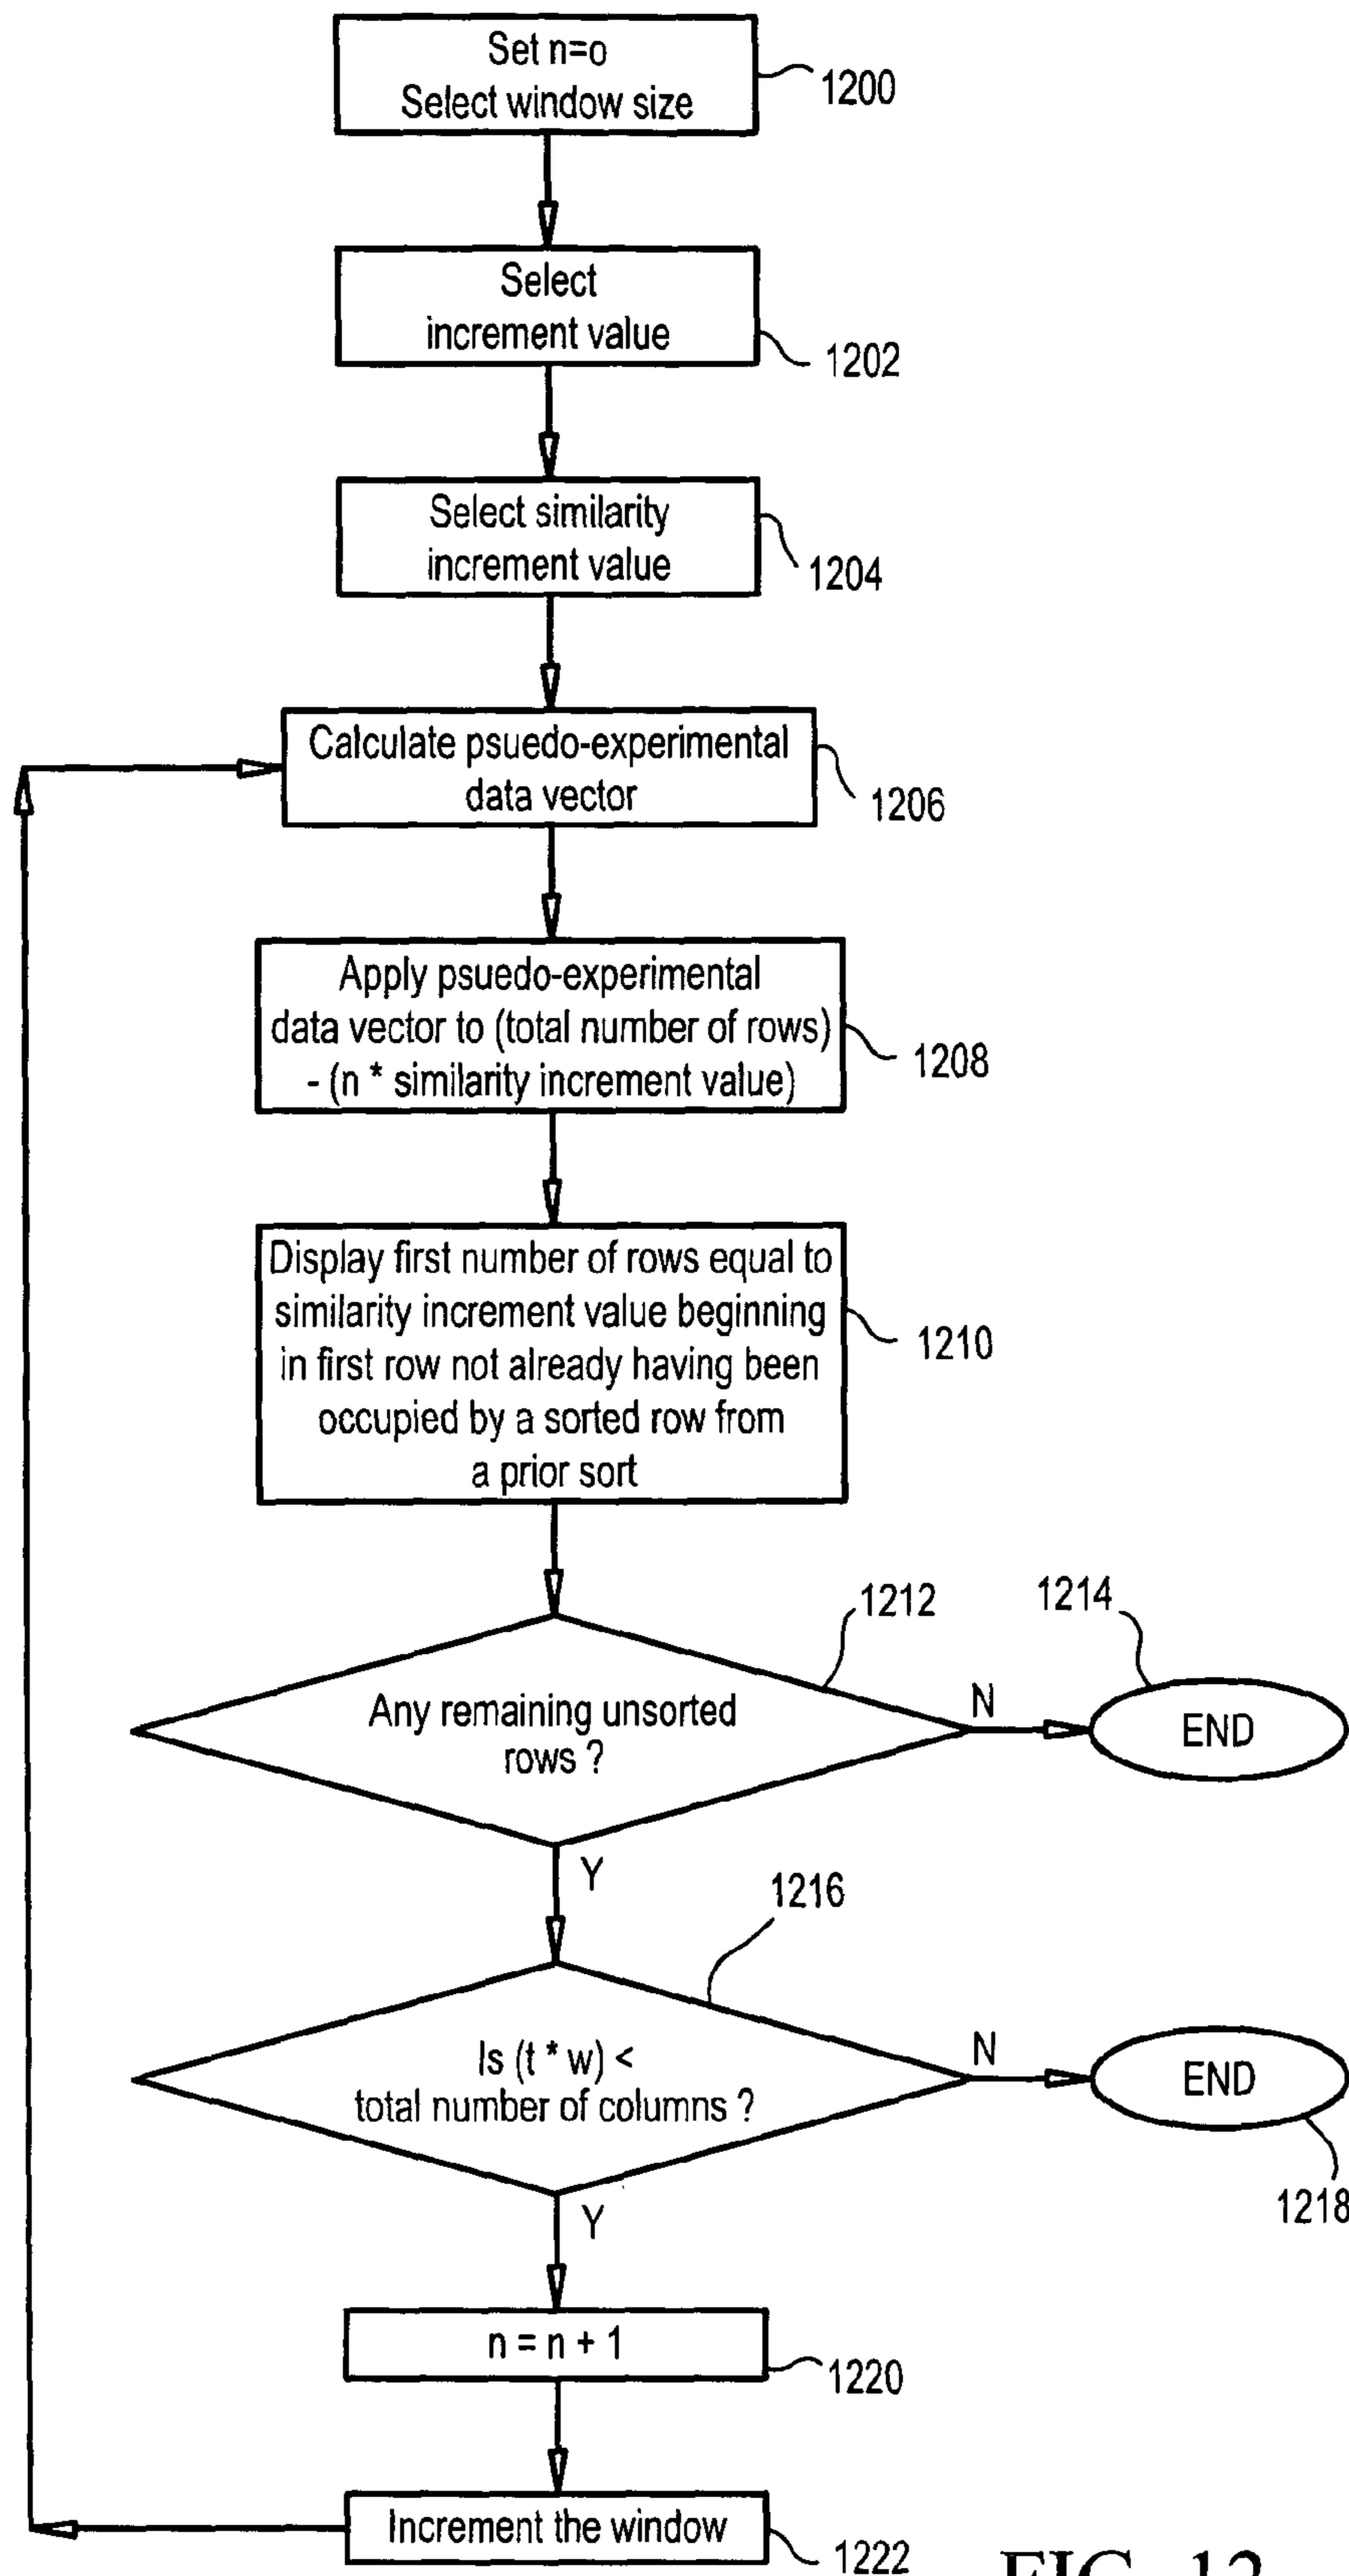 Set n=o
Select window size
1200
Select
increment value
1202
Select similarity
increment value
1204
Calculate psuedo-experimental
data vector
1206
Apply psuedo-experimental
data vector to (total number of rows)
- (n * similarity increment value)
1208
Display first number of rows equal to
similarity increment value beginning
in first row not already having been
occupied by a sorted row from
a prior sort
1210
1212
1214
Any remaining unsorted
rows ?
N
END
Y
1216
Is (t * w) <
total number of columns ?
N
END
1218
Y
n = n + 1
1220
Increment the window
1222